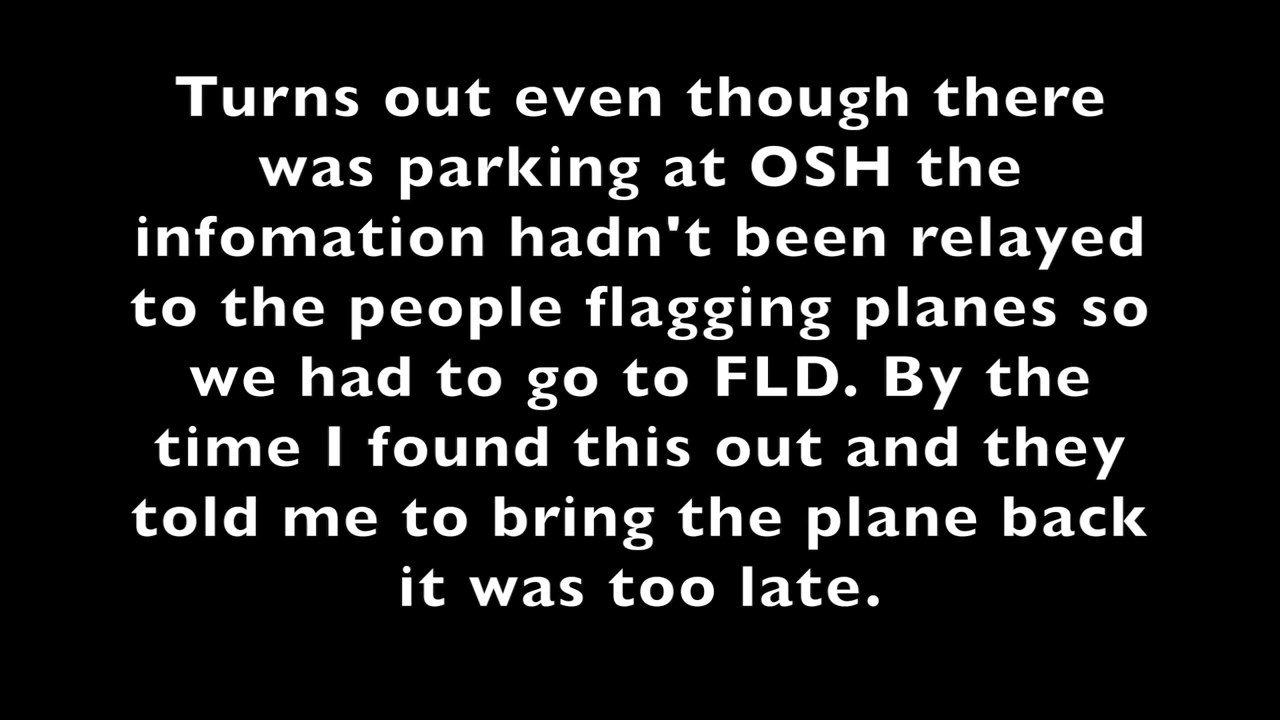 Turns out even though there
was parking at OSH the
infomation hadn't been relayed
to the people flagging planes so
we had to go to FLD. By the
time I found this out and they
told me to bring the plane back
it was too late.